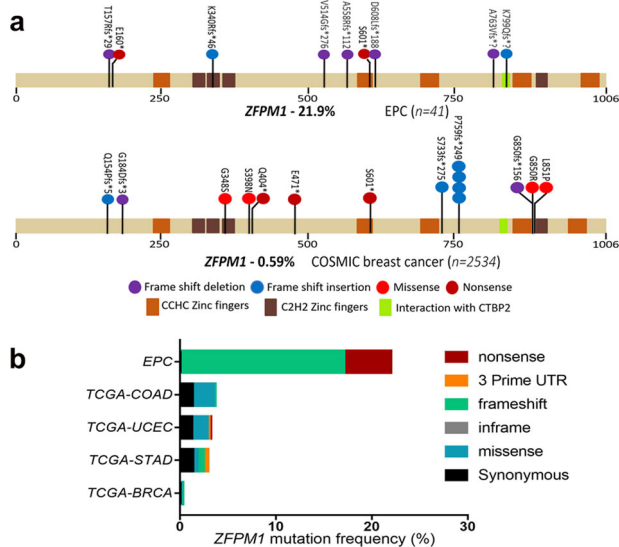 a
T157Rfs*29
E160*
K340Rfs*46
V514Gfs*276
A558Rfs*112
S601*
D608Lfs*188
A763Vfs*?
K799Qfs*?
0 250 500 750 1006
ZFPM1 - 21.9% EPC (n=41)
Q154Pfs*5
G184Dfs*3
G348S
S398N
Q404*
E471*
S601*
S733fs*275
P759fs*249
G850fs*156
G850R
L851P
0 250 500 750 1006
ZFPM1 - 0.59% COSMIC breast cancer (n=2534)
Frame shift deletion Frame shift insertion Missense Nonsense
CCHC Zinc fingers C2H2 Zinc fingers Interaction with CTBP2
b
EPC
TCGA-COAD
TCGA-UCEC
TCGA-STAD
TCGA-BRCA
0 10 20 30
ZFPM1 mutation frequency (%)
nonsense
3 Prime UTR
frameshift
inframe
missense
Synonymous